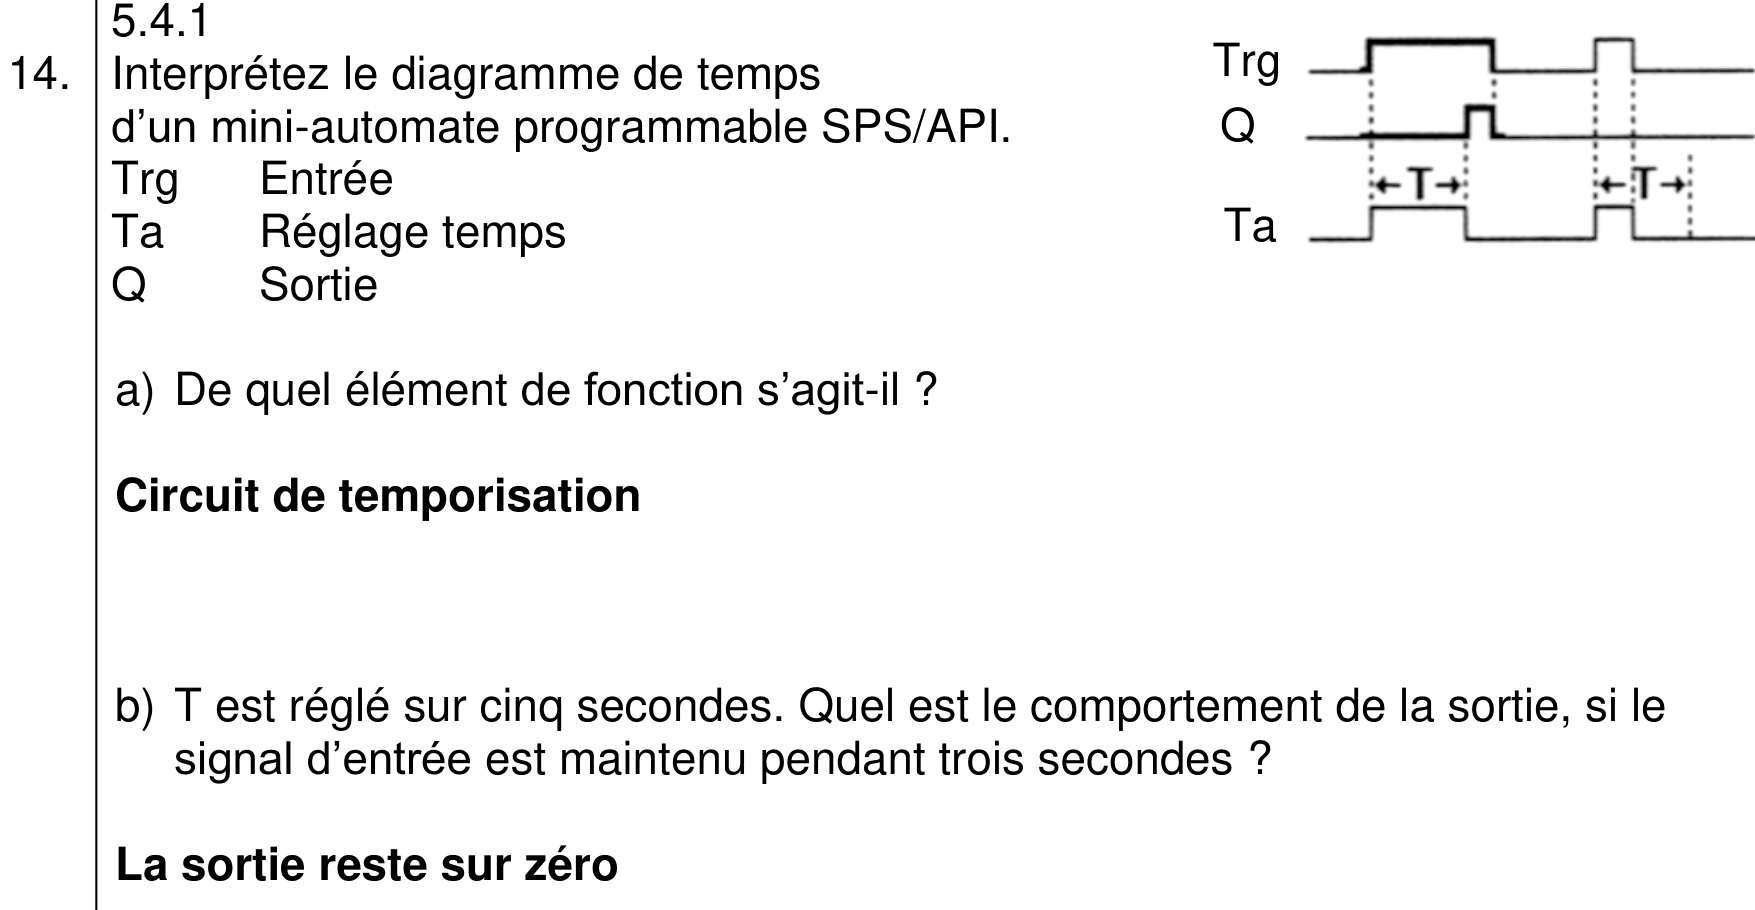 5.4.1
14. Interprétez le diagramme de temps
d’un mini-automate programmable SPS/API.
Trg Entrée
Ta Réglage temps
Q Sortie
Trg
Q
T T
Ta
a) De quel élément de fonction s’agit-il ?
Circuit de temporisation
b) T est réglé sur cinq secondes. Quel est le comportement de la sortie, si le
signal d’entrée est maintenu pendant trois secondes ?
La sortie reste sur zéro